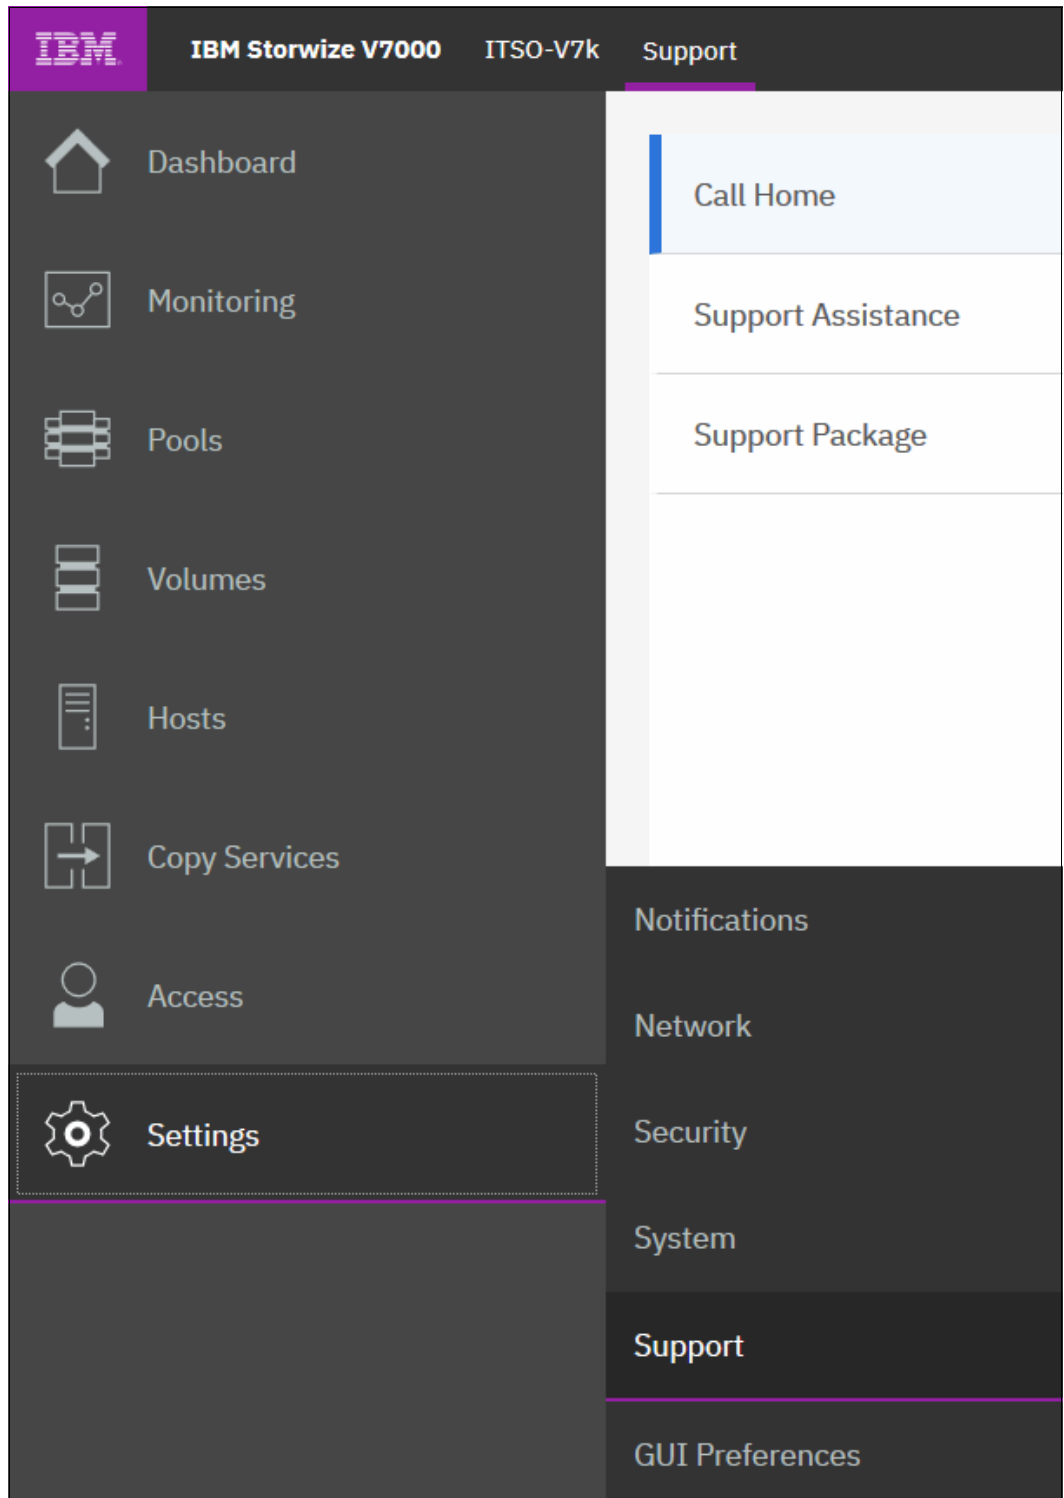 IBM IBM Storwize V7000 ITSO-V7k Support
Dashboard
Monitoring
Pools
Volumes
Hosts
Copy Services
Access
Settings
Call Home
Support Assistance
Support Package
Notifications
Network
Security
System
Support
GUI Preferences